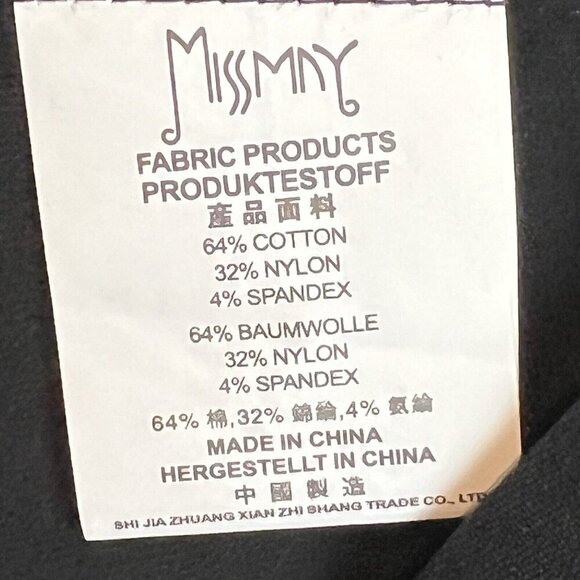 MISSMAY
FABRIC PRODUCTS
PRODUKTESTOFF
產品面料
64% COTTON
32% NYLON
4% SPANDEX
64% BAUMWOLLE
32% NYLON
4% SPANDEX
64% 棉,32% 錦綸,4% 氨綸
MADE IN CHINA
HERGESTELLT IN CHINA
中國製造
SHI JIA ZHUANG XIAN ZHI SHANG TRADE CO., LTD